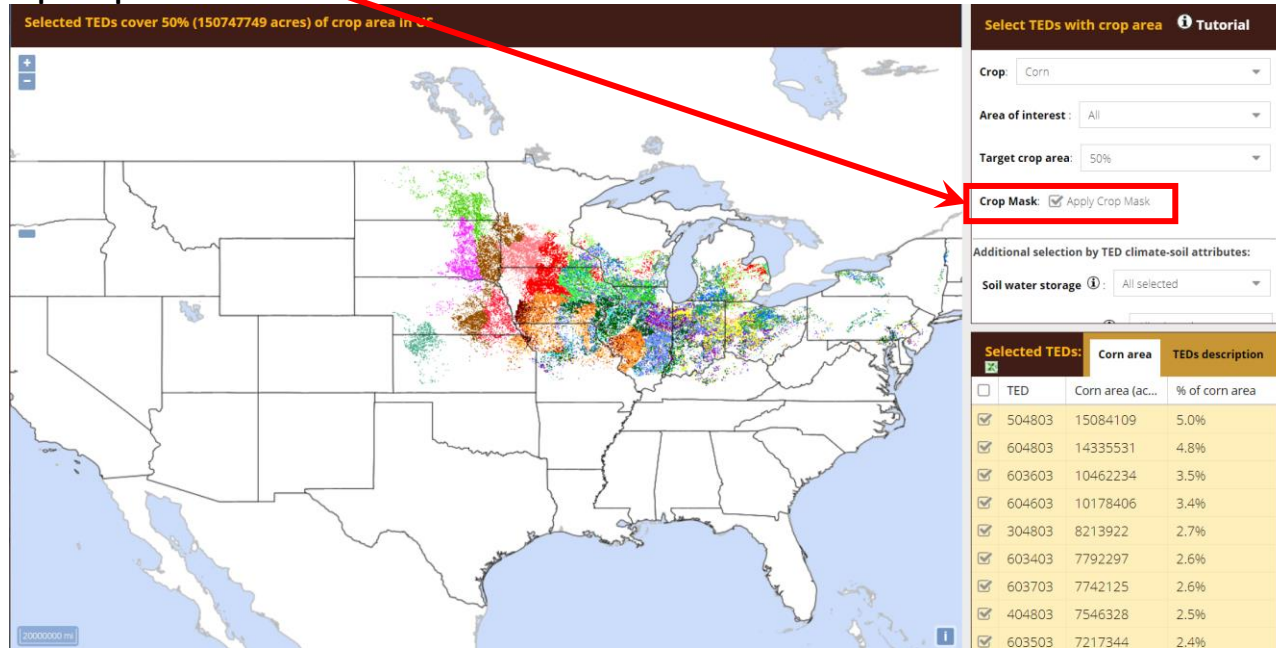 Selected TEDs cover 50% (150747749 acres) of crop area in US
+
-
20000000 mi
i
Select TEDs with crop area i Tutorial
Crop: Corn
Area of interest : All
Target crop area: 50%
Crop Mask: Apply Crop Mask
Additional selection by TED climate-soil attributes:
Soil water storage i : All selected
Selected TEDs: Corn area TEDs description
TED Corn area (ac... % of corn area
504803 15084109 5.0%
604803 14335531 4.8%
603603 10462234 3.5%
604603 10178406 3.4%
304803 8213922 2.7%
603403 7792297 2.6%
603703 7742125 2.6%
404803 7546328 2.5%
603503 7217344 2.4%